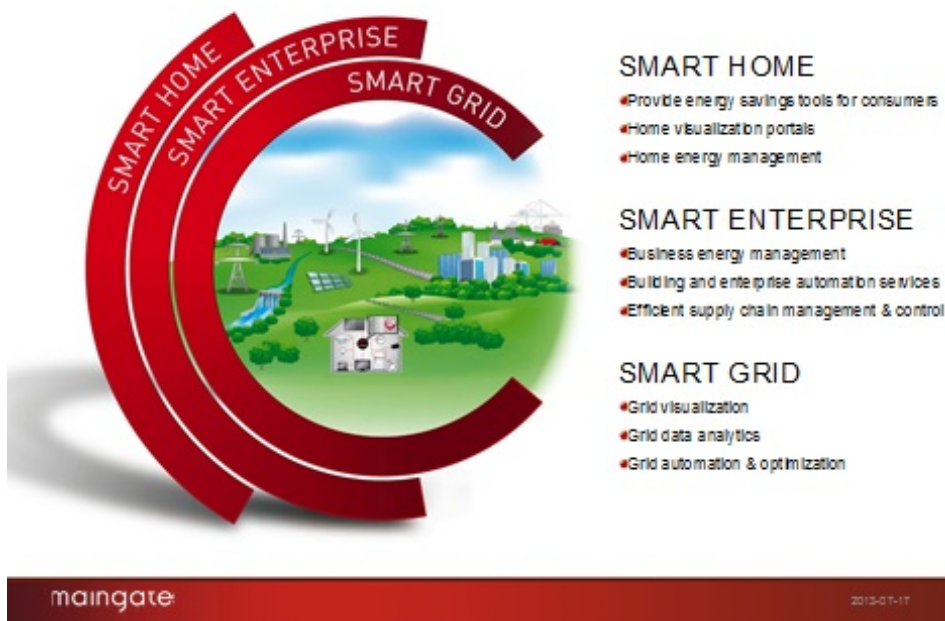 SMART HOME
SMART ENTERPRISE
SMART GRID
SMART HOME
Provide energy savings tools for consumers
Home visualization portals
Home energy management
SMART ENTERPRISE
Business energy management
Building and enterprise automation services
Efficient supply chain management & control
SMART GRID
Grid visualization
Grid data analytics
Grid automation & optimization
maingate
2013-07-17